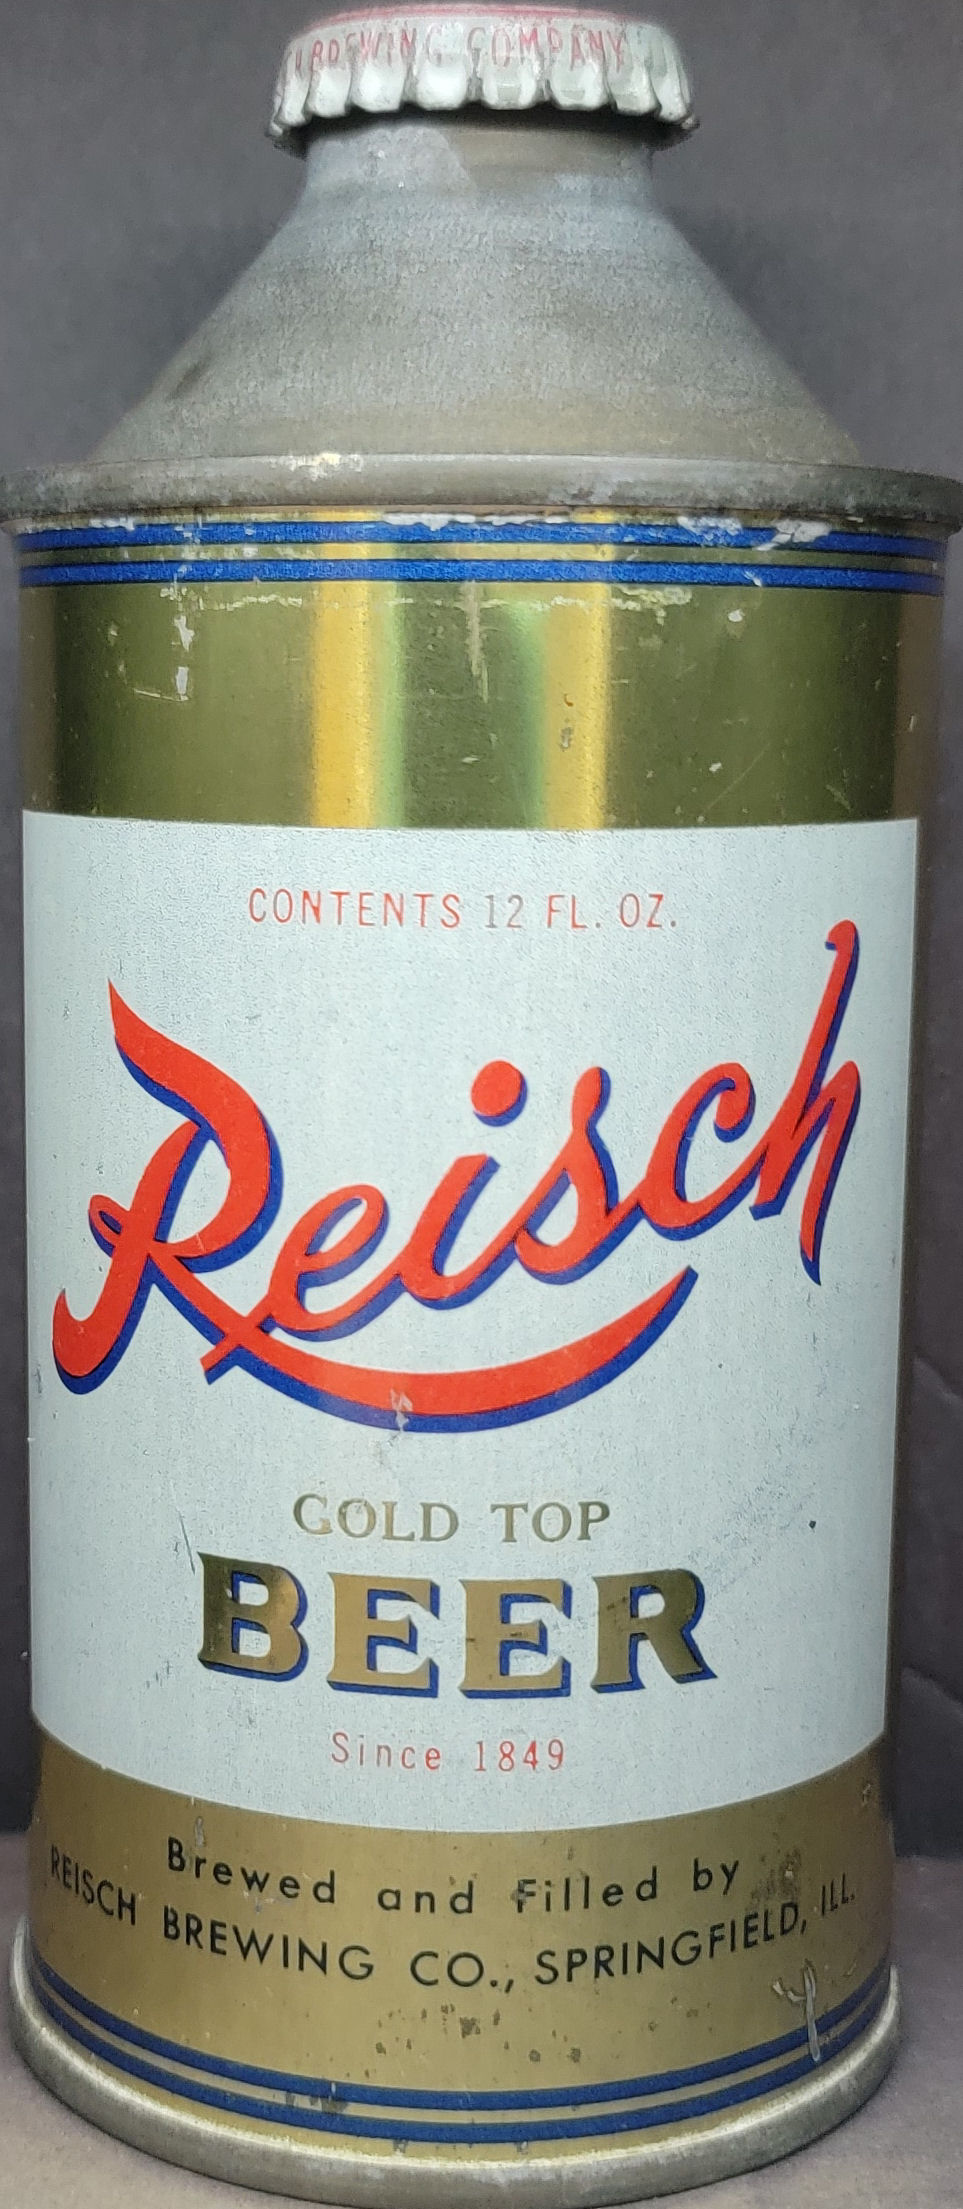 BREWING COMPANY
CONTENTS 12 FL. OZ.
Reisch
GOLD TOP
BEER
Since 1849
Brewed and Filled by
REISCH BREWING CO., SPRINGFIELD, ILL.